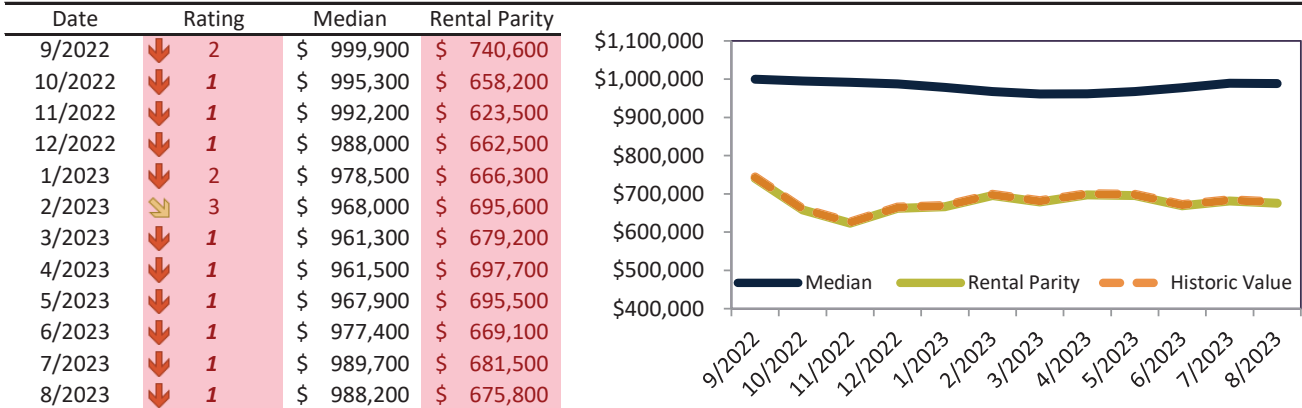 Date Rating Median Rental Parity
9/2022 2 $ 999,900 $ 740,600
10/2022 1 $ 995,300 $ 658,200
11/2022 1 $ 992,200 $ 623,500
12/2022 1 $ 988,000 $ 662,500
1/2023 2 $ 978,500 $ 666,300
2/2023 3 $ 968,000 $ 695,600
3/2023 1 $ 961,300 $ 679,200
4/2023 1 $ 961,500 $ 697,700
5/2023 1 $ 967,900 $ 695,500
6/2023 1 $ 977,400 $ 669,100
7/2023 1 $ 989,700 $ 681,500
8/2023 1 $ 988,200 $ 675,800
$1,100,000
$1,000,000
$900,000
$800,000
$700,000
$600,000
$500,000
$400,000
Median Rental Parity Historic Value
9/2022 10/2022 11/2022 12/2022 1/2023 2/2023 3/2023 4/2023 5/2023 6/2023 7/2023 8/2023